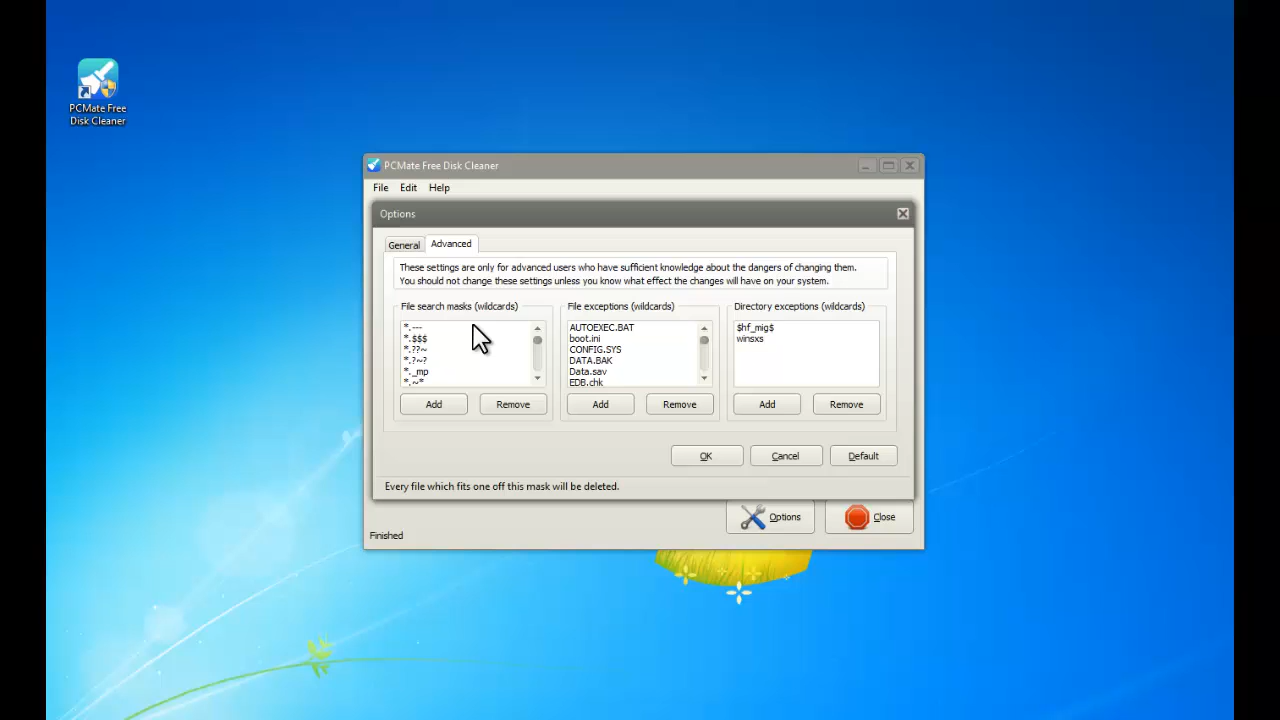 PCMate Free
Disk Cleaner
PCMate Free Disk Cleaner
File Edit Help
Options
General Advanced
These settings are only for advanced users who have sufficient knowledge about the dangers of changing them.
You should not change these settings unless you know what effect the changes will have on your system.
File search masks (wildcards)
*.---
*.$$$
*.??~
*.?~?
*._mp
*.~*
Add Remove
File exceptions (wildcards)
AUTOEXEC.BAT
boot.ini
CONFIG.SYS
DATA.BAK
Data.sav
EDB.chk
Add Remove
Directory exceptions (wildcards)
$hf_mig$
winsxs
Add Remove
OK Cancel Default
Every file which fits one off this mask will be deleted.
Options Close
Finished